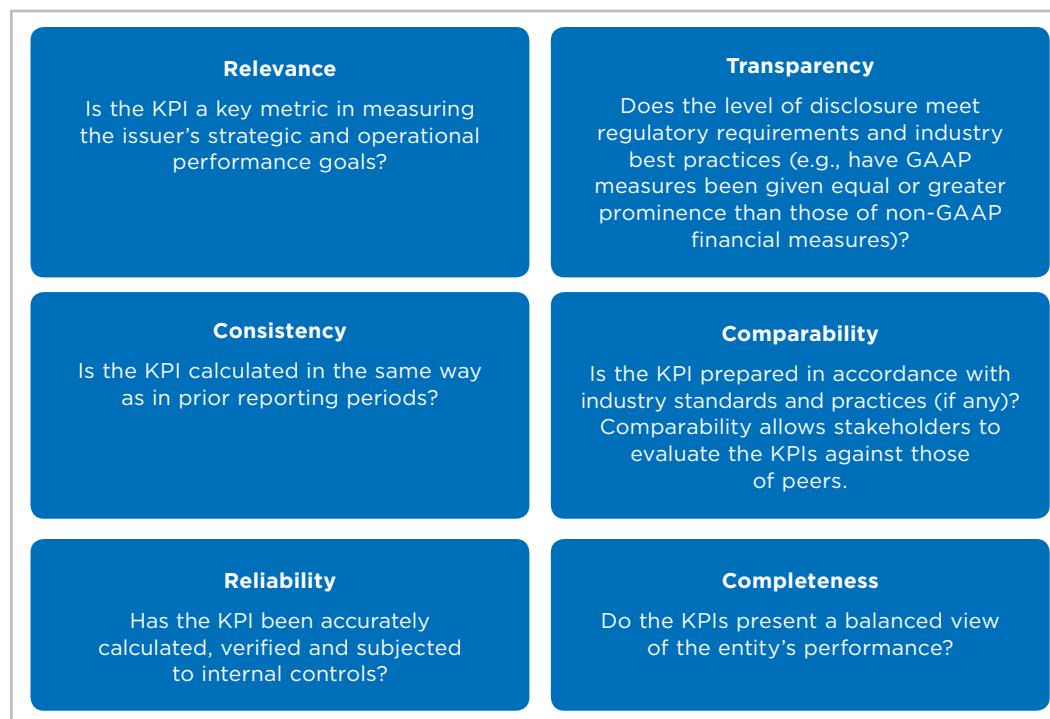 Relevance
Is the KPI a key metric in measuring
the issuer’s strategic and operational
performance goals?
Transparency
Does the level of disclosure meet
regulatory requirements and industry
best practices (e.g., have GAAP
measures been given equal or greater
prominence than those of non-GAAP
financial measures)?
Consistency
Is the KPI calculated in the same way
as in prior reporting periods?
Comparability
Is the KPI prepared in accordance with
industry standards and practices (if any)?
Comparability allows stakeholders to
evaluate the KPIs against those
of peers.
Reliability
Has the KPI been accurately
calculated, verified and subjected
to internal controls?
Completeness
Do the KPIs present a balanced view
of the entity’s performance?